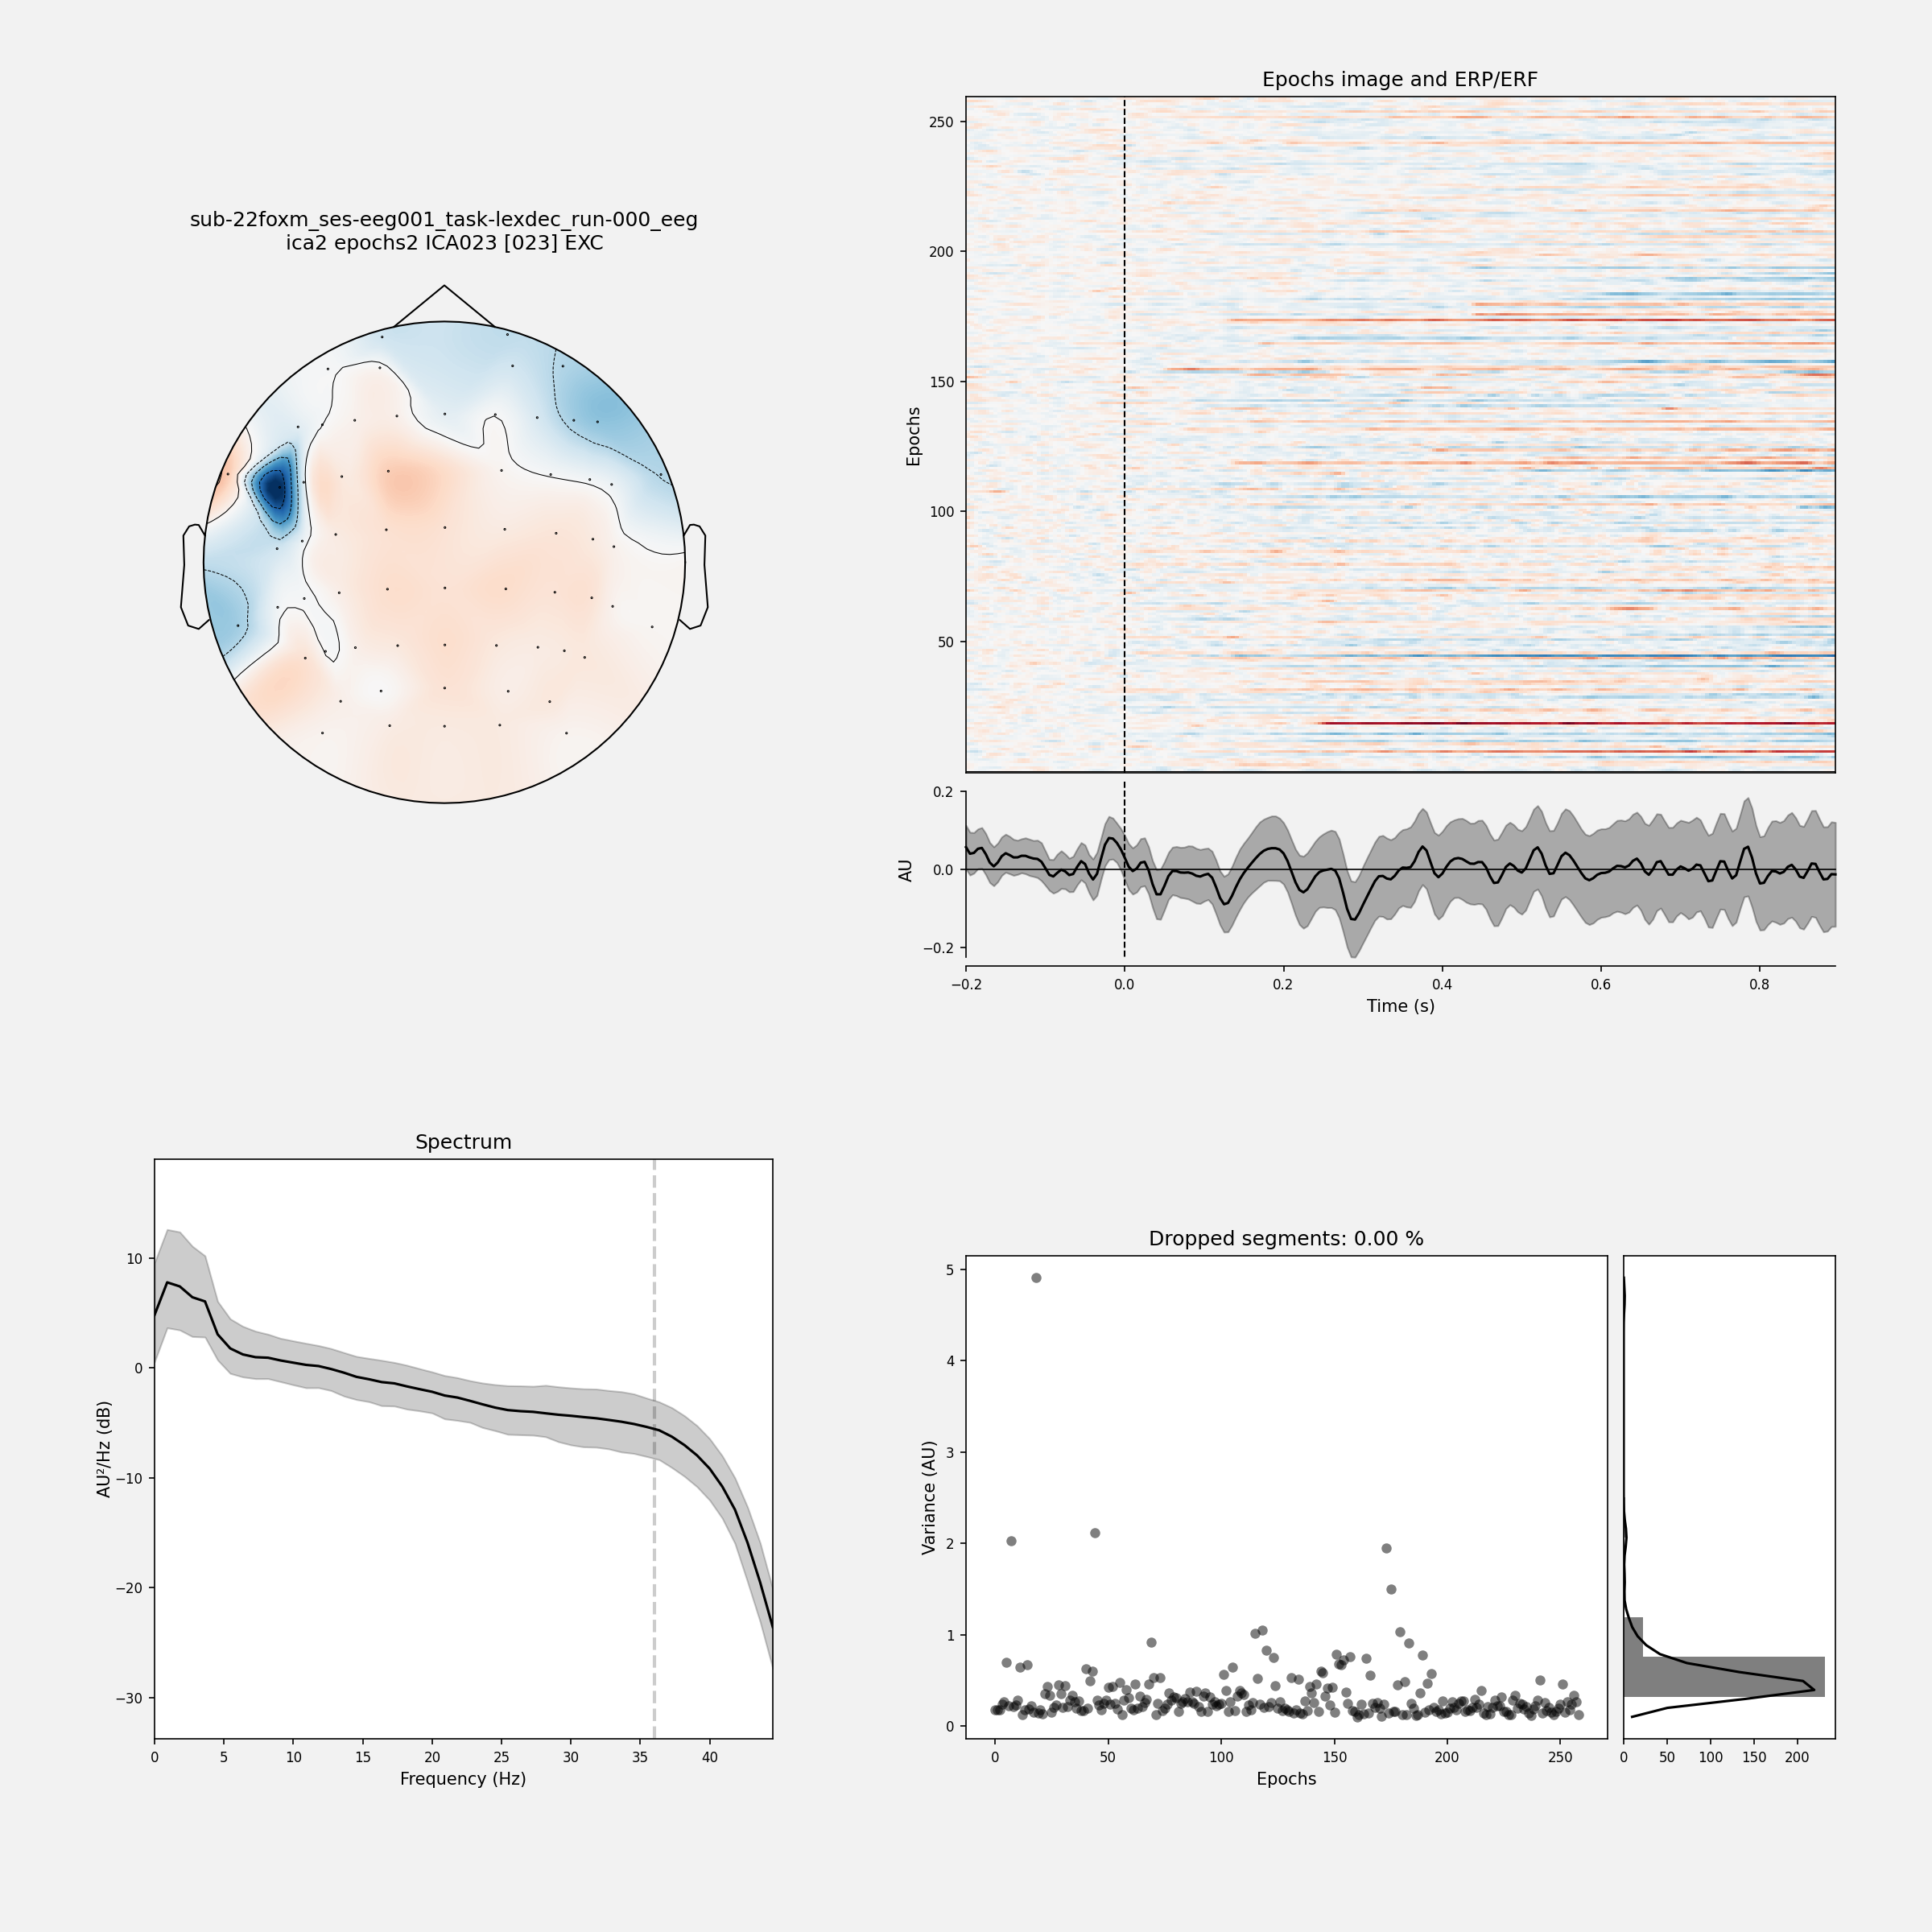 sub-22foxm_ses-eeg001_task-lexdec_run-000_eeg
ica2 epochs2 ICA023 [023] EXC
Epochs image and ERP/ERF
250
200
150
100
50
Epochs
0.2
0.0
−0.2
AU
−0.2 0.0 0.2 0.4 0.6 0.8
Time (s)
Spectrum
10
0
−10
−20
−30
AU²/Hz (dB)
0 5 10 15 20 25 30 35 40
Frequency (Hz)
Dropped segments: 0.00 %
5
4
3
2
1
0
Variance (AU)
0 50 100 150 200 250
Epochs
0 50 100 150 200